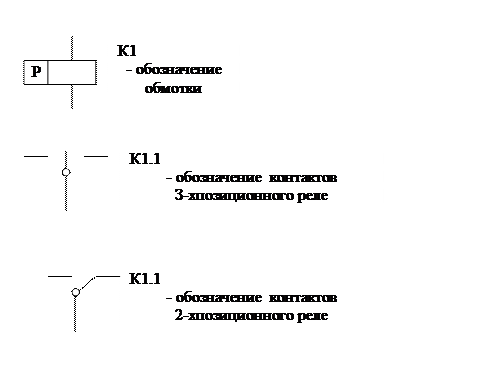 K1
P
- обозначение
обмотки
K1.1
- обозначение контактов
3-хпозиционного реле
K1.1
- обозначение контактов
2-хпозиционного реле